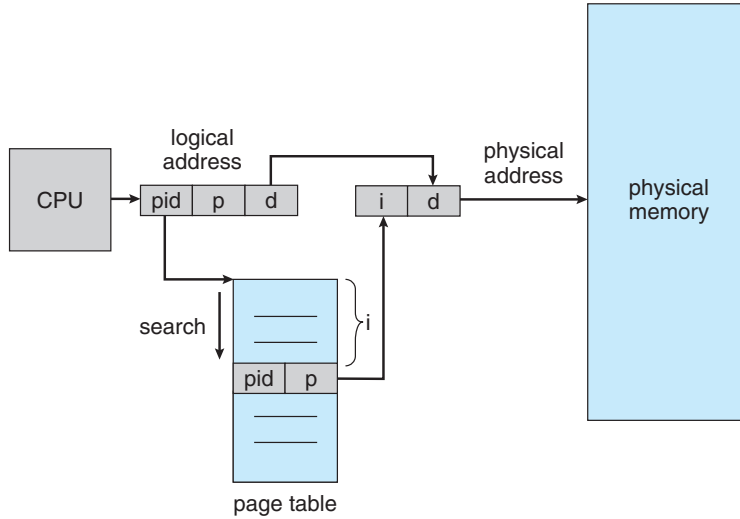 logical
address
physical
address
CPU
pid p d
i d
physical
memory
search
i
pid p
page table